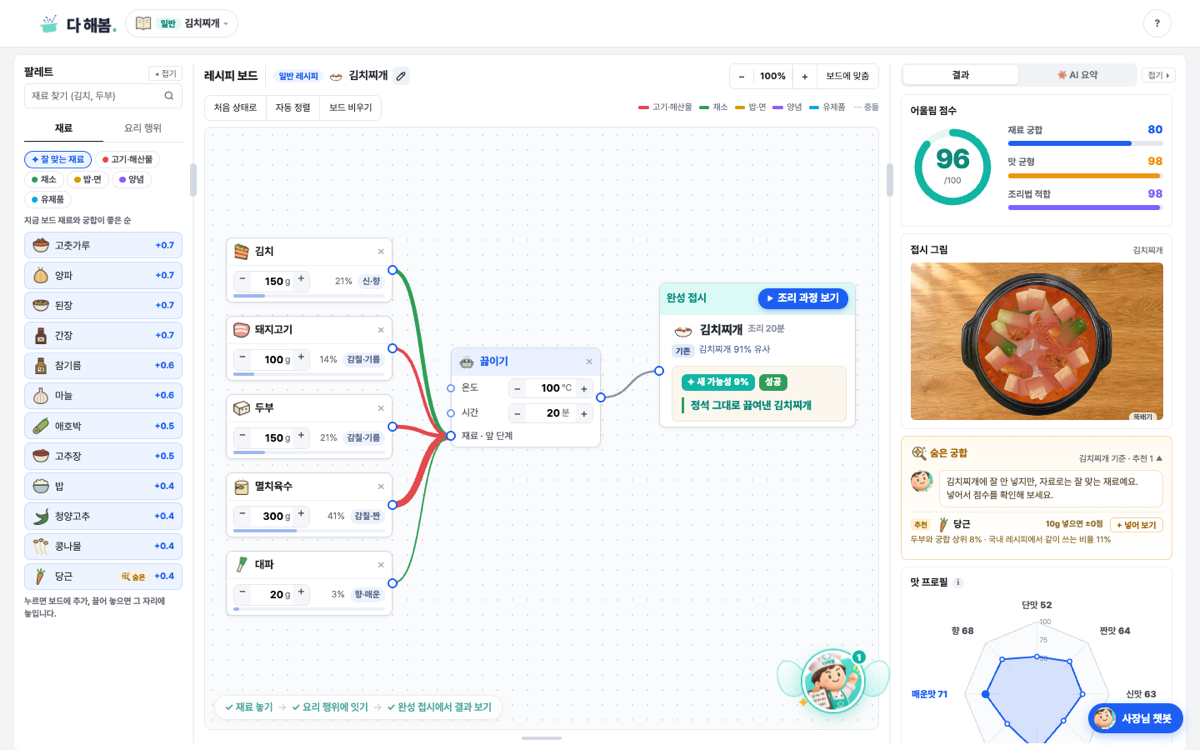 다 해봄.
일반 김치찌개
?
팔레트
접기
재료 찾기 (김치, 두부)
재료 요리 행위
잘 맞는 재료 고기·해산물
채소 밥·면 양념
유제품
지금 보드 재료와 궁합이 좋은 순
고춧가루 +0.7
양파 +0.7
된장 +0.7
간장 +0.7
참기름 +0.6
마늘 +0.6
애호박 +0.5
고추장 +0.5
밥 +0.4
청양고추 +0.4
콩나물 +0.4
당근 숨은 +0.4
누르면 보드에 추가, 끌어 놓으면 그 자리에
놓입니다.
레시피 보드 일반 레시피 김치찌개
− 100% + 보드에 맞춤
처음 상태로 자동 정렬 보드 비우기
고기·해산물 채소 밥·면 양념 유제품 충돌
김치 ×
− 150 g + 21% 신·향
돼지고기 ×
− 100 g + 14% 감칠·기름
두부 ×
− 150 g + 21% 감칠·기름
멸치육수 ×
− 300 g + 41% 감칠·짠
대파 ×
− 20 g + 3% 향·매운
끓이기 ×
온도 − 100 °C +
시간 − 20 분 +
재료 · 앞 단계
완성 접시 ▶ 조리 과정 보기
김치찌개 조리 20분
기존 김치찌개 91% 유사
새 가능성 9% 성공
정석 그대로 끓여낸 김치찌개
✓ 재료 놓기 → ✓ 요리 행위에 잇기 → ✓ 완성 접시에서 결과 보기
1
결과 AI 요약 접기
어울림 점수
96
/100
재료 궁합 80
맛 균형 98
조리법 적합 98
접시 그림 김치찌개
뚝배기
숨은 궁합 김치찌개 기준 · 추천 1 ▲
김치찌개에 잘 안 넣지만, 자료로는 잘 맞는 재료예요.
넣어서 점수를 확인해 보세요.
추천 당근 10g 넣으면 ±0점 + 넣어 보기
두부와 궁합 상위 8% · 국내 레시피에서 같이 쓰는 비율 11%
맛 프로필 i
단맛 52
100
향 68 짠맛 64
75
매운맛 71 신맛 63
사장님 챗봇